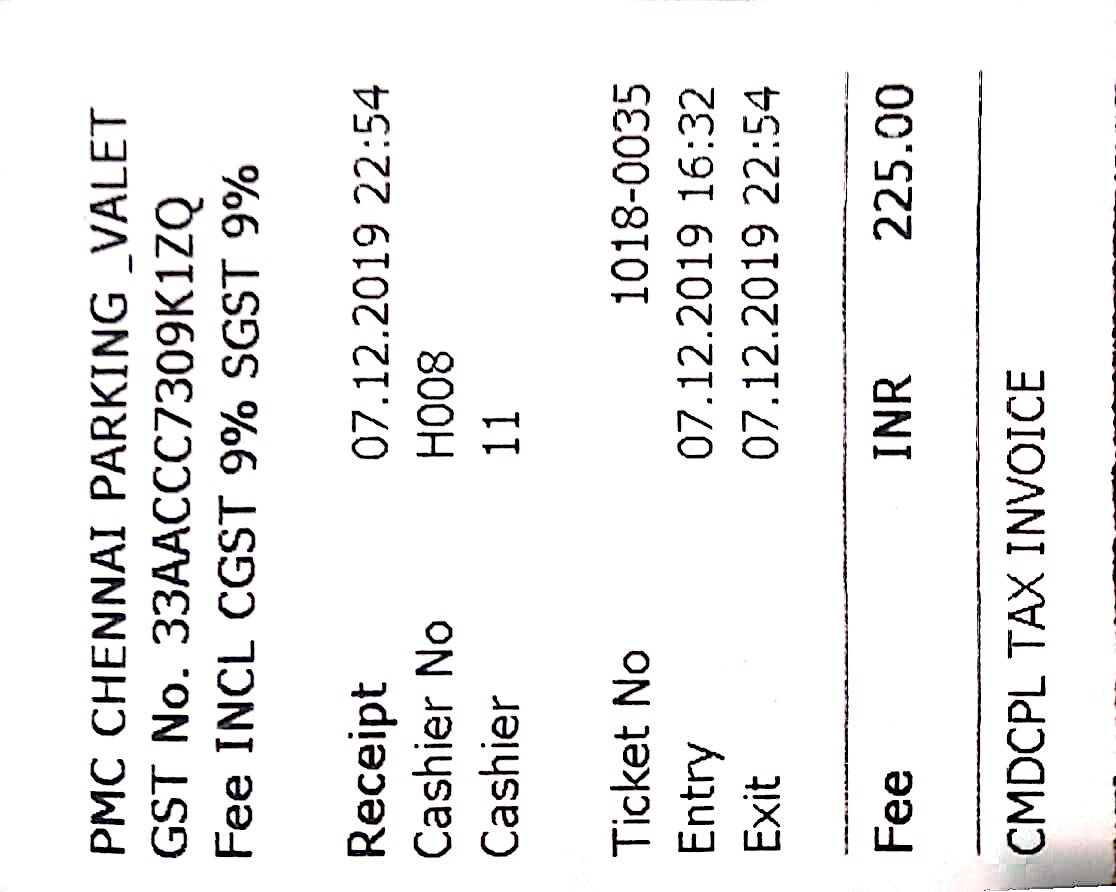 PMC CHENNAI PARKING _VALET
GST No. 33AACCC7309K1ZQ
Fee INCL CGST 9% SGST 9%
Receipt 07.12.2019 22:54
Cashier No H008
Cashier 11
Ticket No 1018-0035
Entry 07.12.2019 16:32
Exit 07.12.2019 22:54
Fee INR 225.00
CMDCPL TAX INVOICE